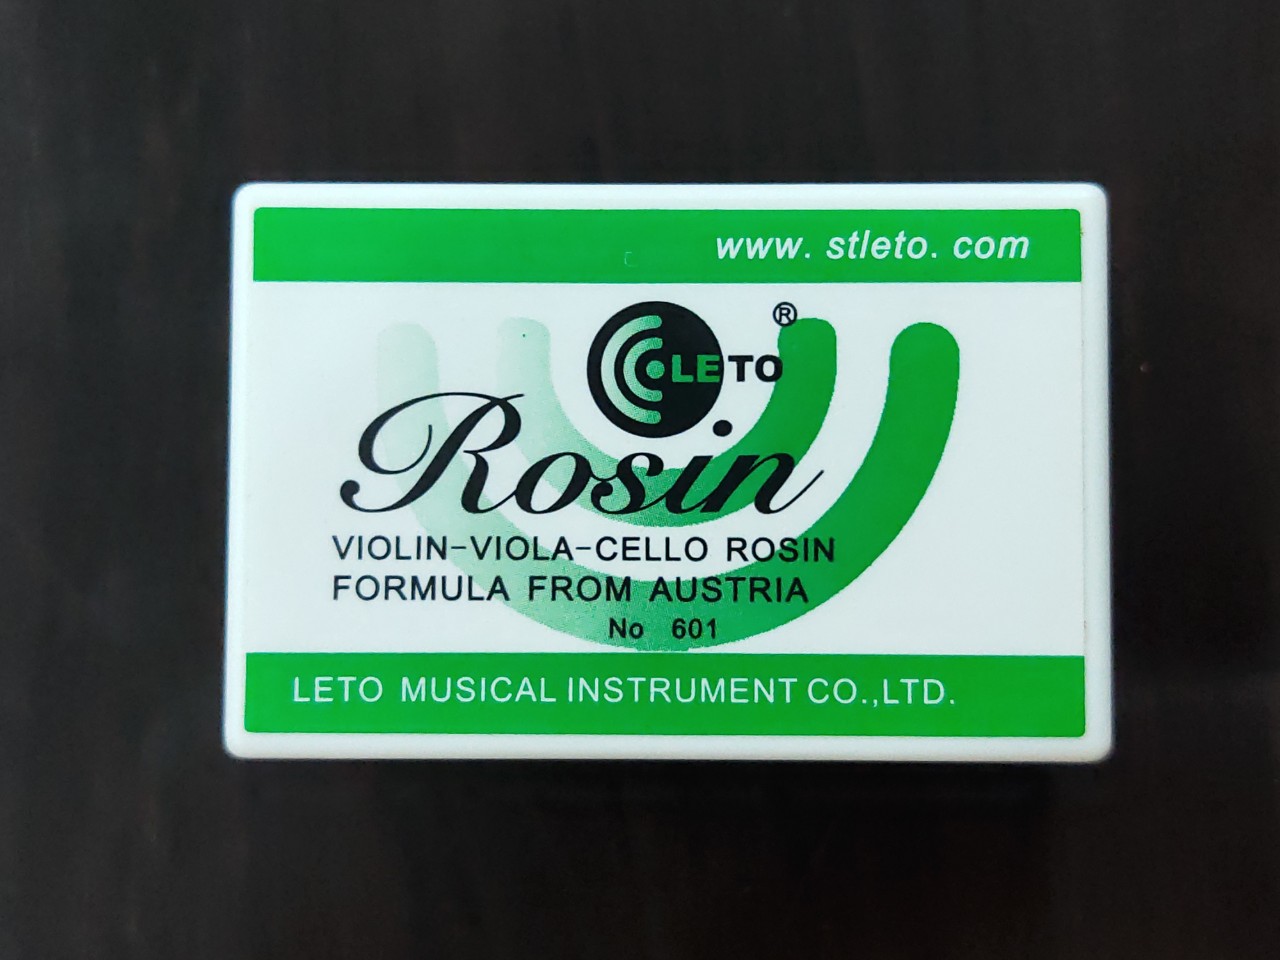 www. stleto. com
LETO ®
Rosin
VIOLIN-VIOLA-CELLO ROSIN
FORMULA FROM AUSTRIA
No 601
LETO MUSICAL INSTRUMENT CO.,LTD.